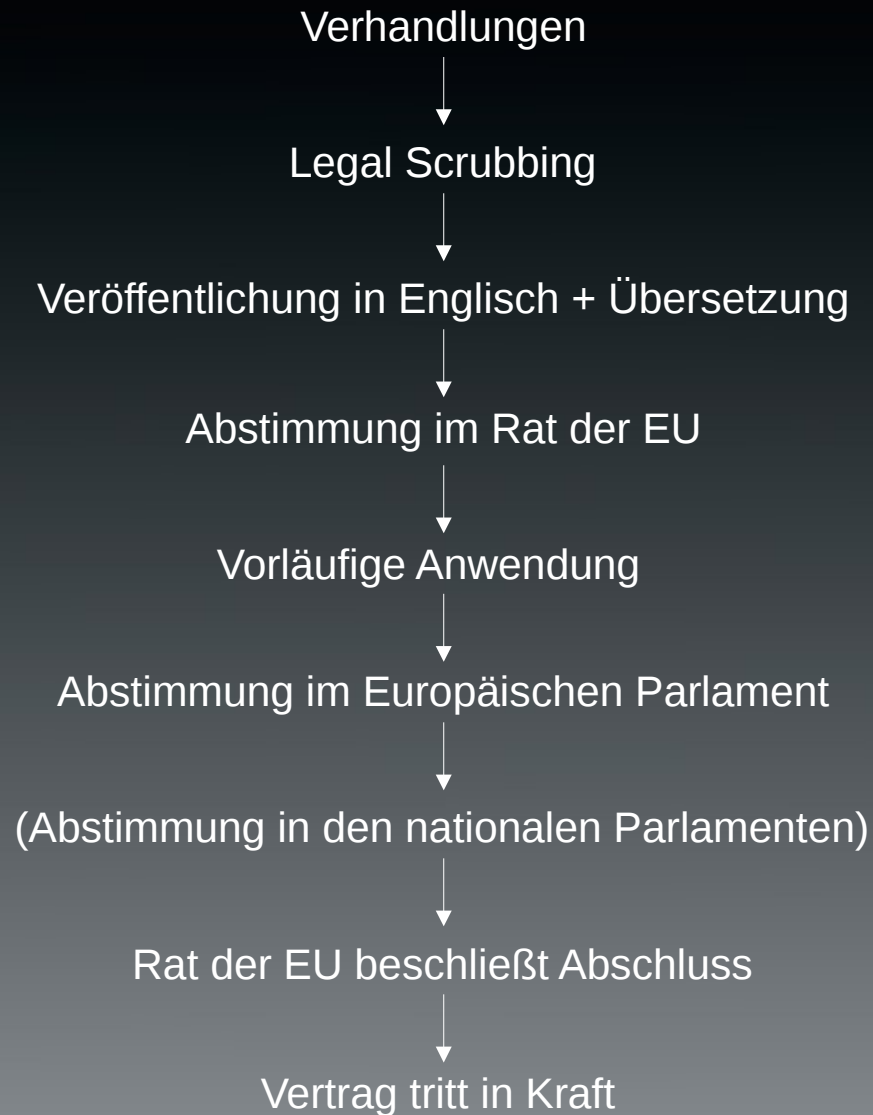 Verhandlungen
Legal Scrubbing
Veröffentlichung in Englisch + Übersetzung
Abstimmung im Rat der EU
Vorläufige Anwendung
Abstimmung im Europäischen Parlament
(Abstimmung in den nationalen Parlamenten)
Rat der EU beschließt Abschluss
Vertrag tritt in Kraft